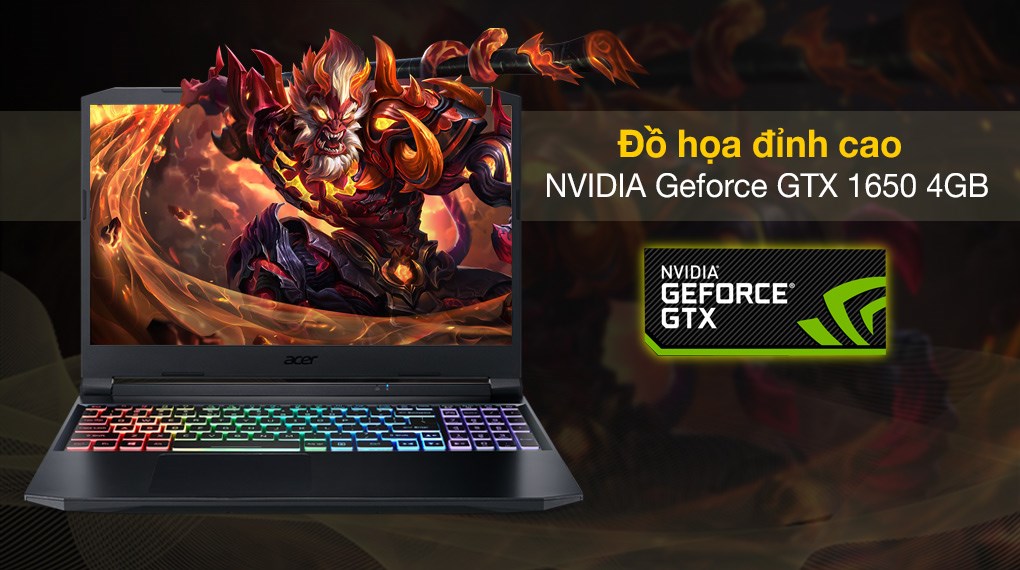 Đồ họa đỉnh cao
NVIDIA Geforce GTX 1650 4GB
NVIDIA®
GEFORCE®
GTX
acer